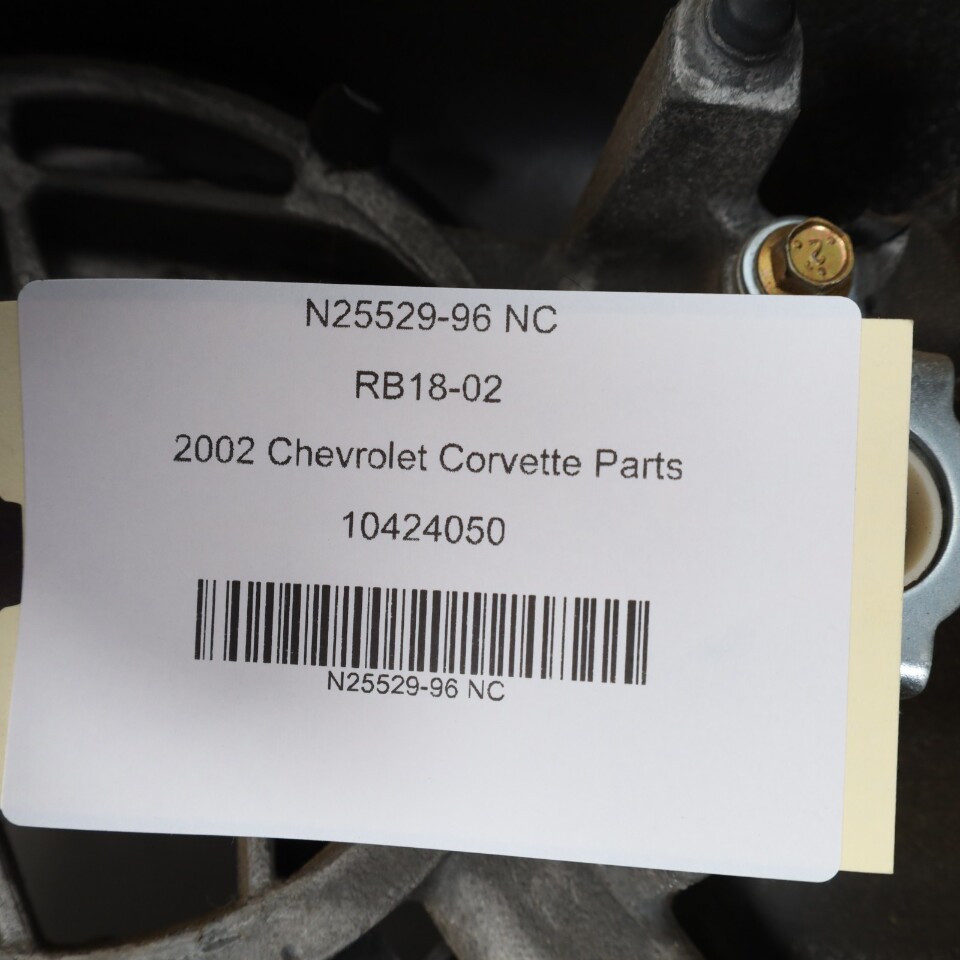 N25529-96 NC
RB18-02
2002 Chevrolet Corvette Parts
10424050
N25529-96 NC